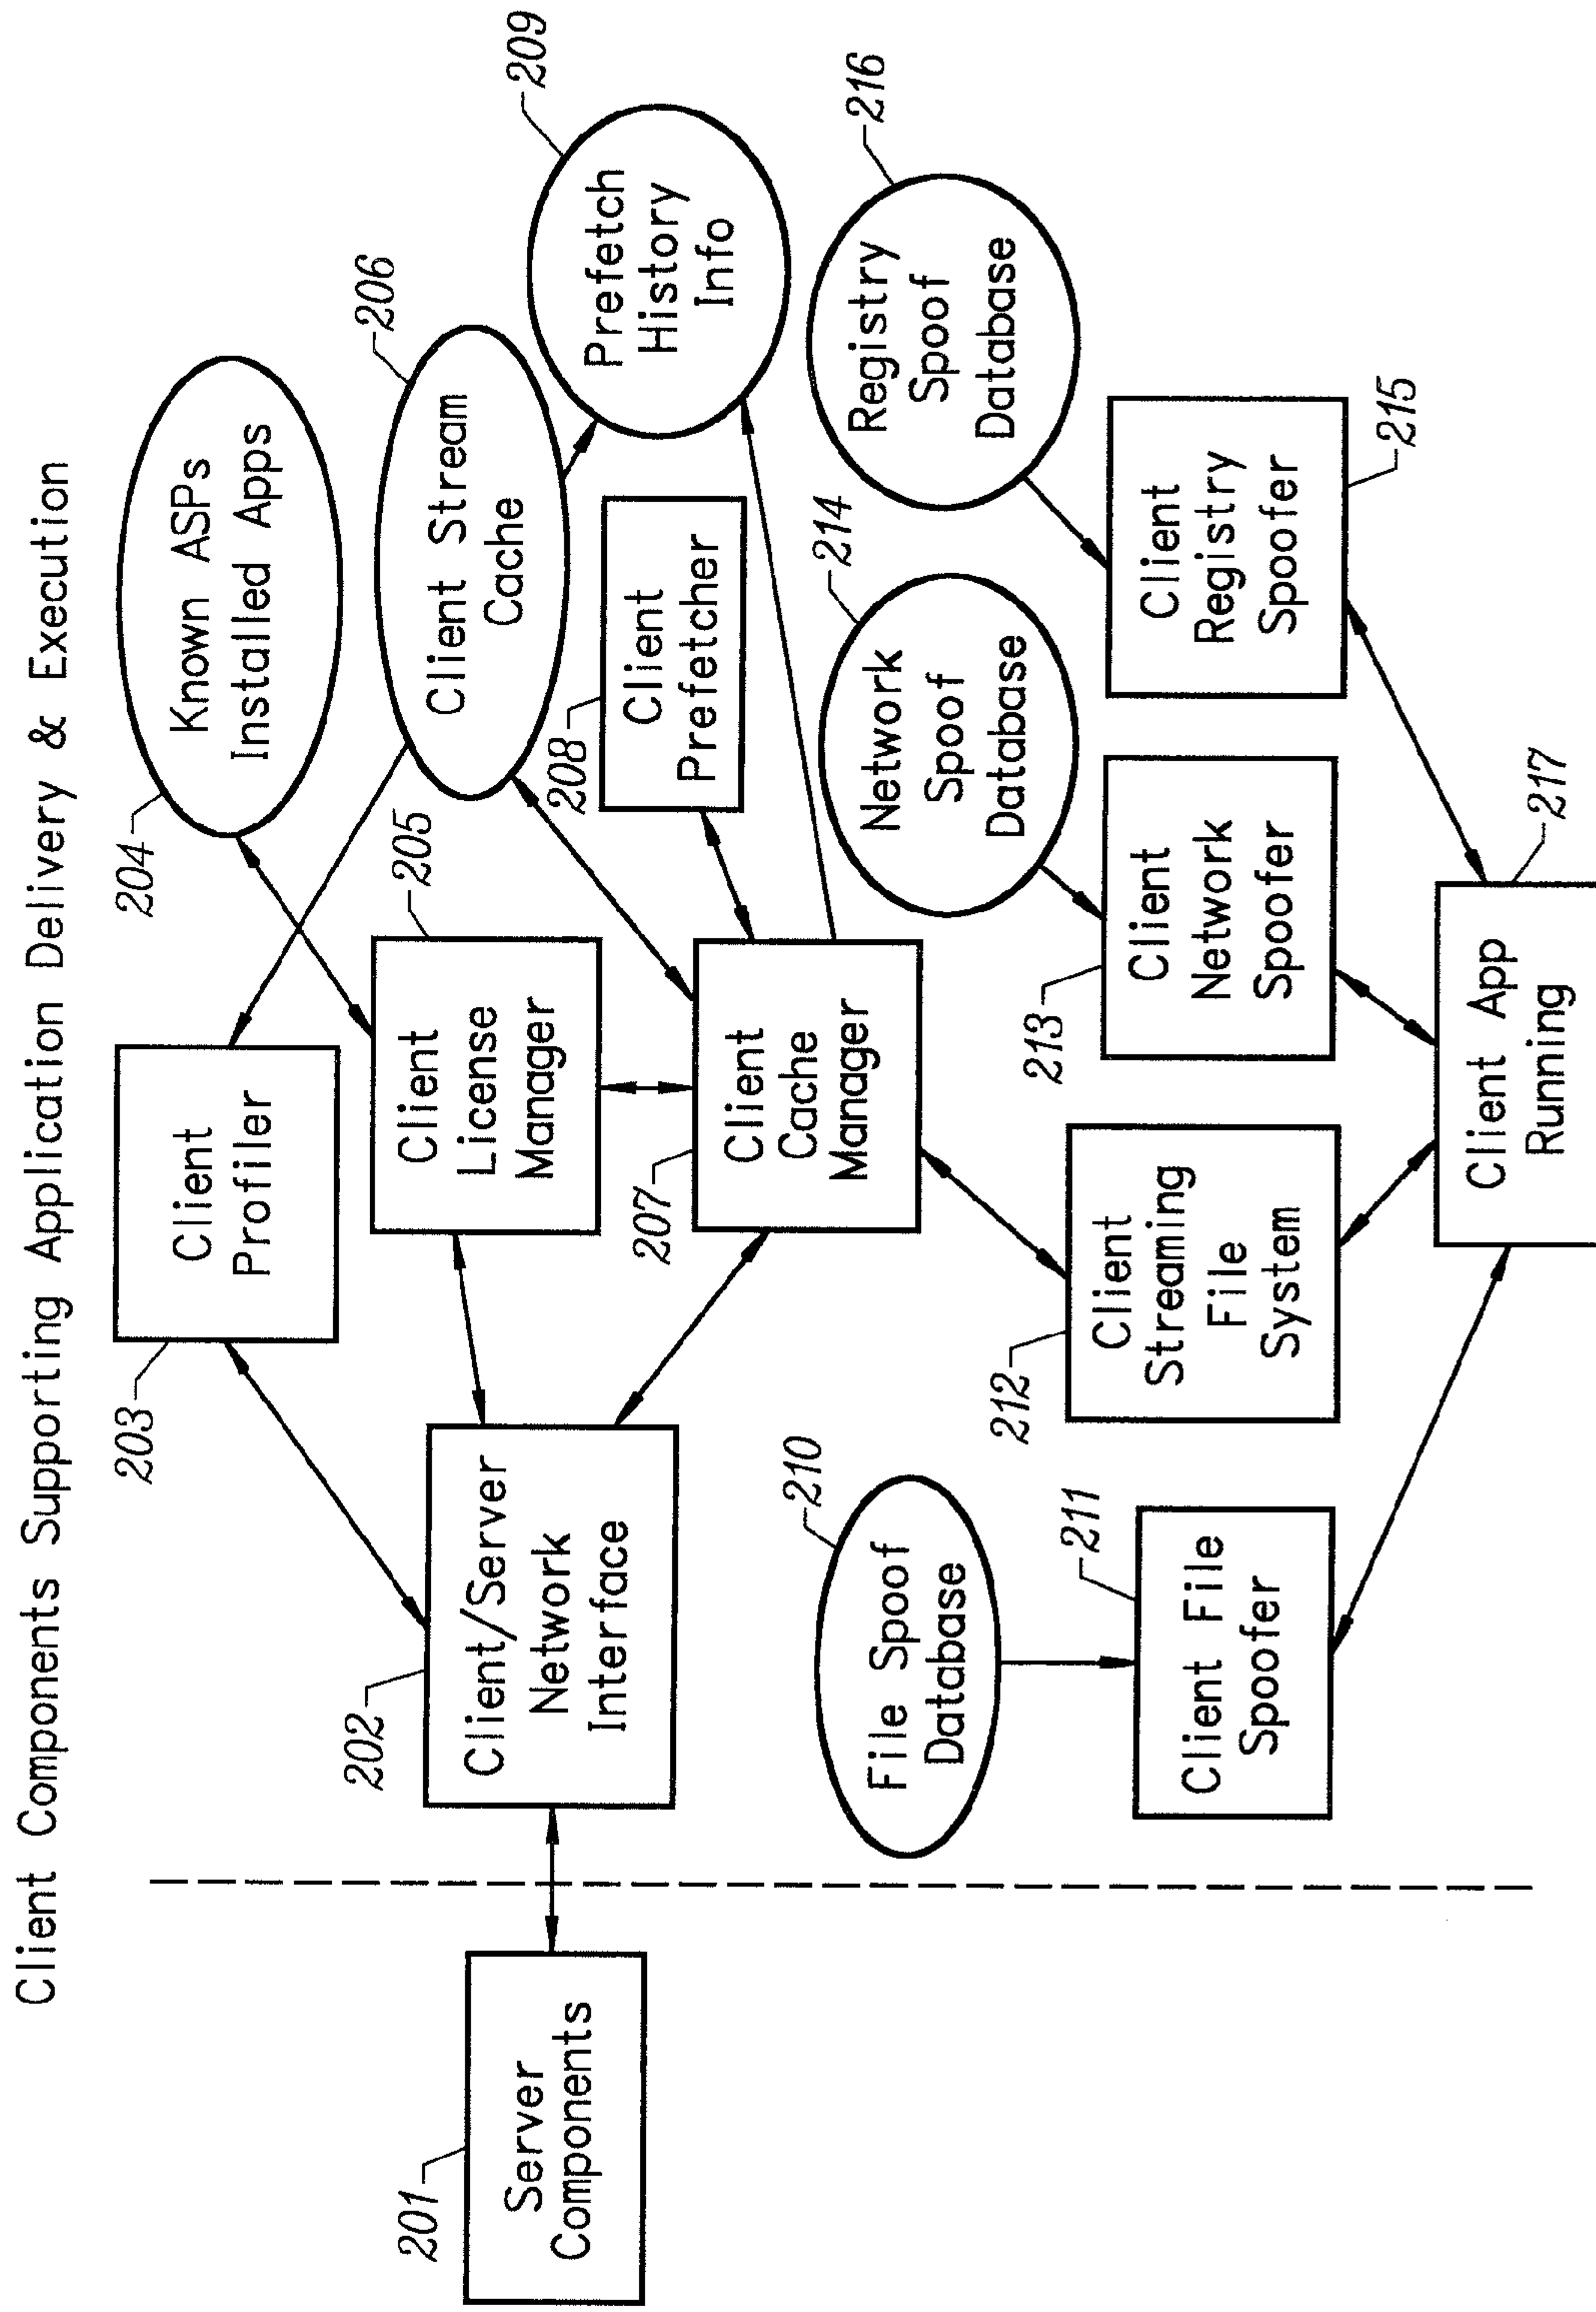 Client Components Supporting Application Delivery & Execution
201
Server
Components
202
Client/Server
Network
Interface
203
Client
Profiler
204
Known ASPs
Installed Apps
205
Client
License
Manager
206
Client Stream
Cache
207
Client
Cache
Manager
208
Client
Prefetcher
209
Prefetch
History
Info
210
File Spoof
Database
211
Client File
Spoofer
212
Client
Streaming
File
System
213
Client
Network
Spoofer
214
Network
Spoof
Database
215
Client
Registry
Spoofer
216
Registry
Spoof
Database
217
Client App
Running